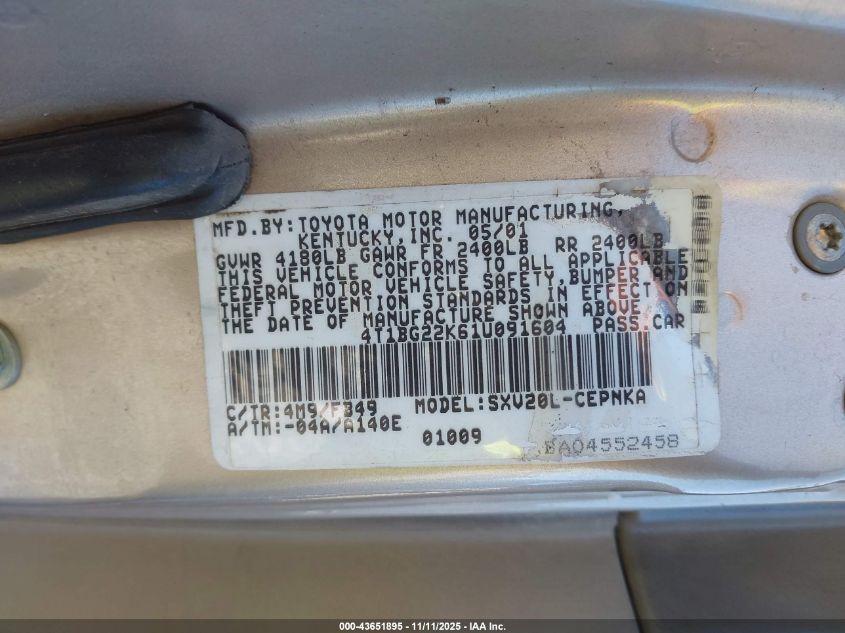 MFD.BY:TOYOTA MOTOR MANUFACTURING,
KENTUCKY,INC. 05/01
GVWR 4180LB GAWR FR 2400LB RR 2400LB
THIS VEHICLE CONFORMS TO ALL APPLICABLE
FEDERAL MOTOR VEHICLE SAFETY,BUMPER,AND
THEFT PREVENTION STANDARDS IN EFFECT ON
THE DATE OF MANUFACTURE SHOWN ABOVE.
4T1BG22K61U091604 PASS.CAR
C/TR:4M9/FB49 MODEL:SXV20L-CEPNKA
A/TM:-04A/A140E
01009
BA04552458
000-43651895 - 11/11/2025 - IAA Inc.